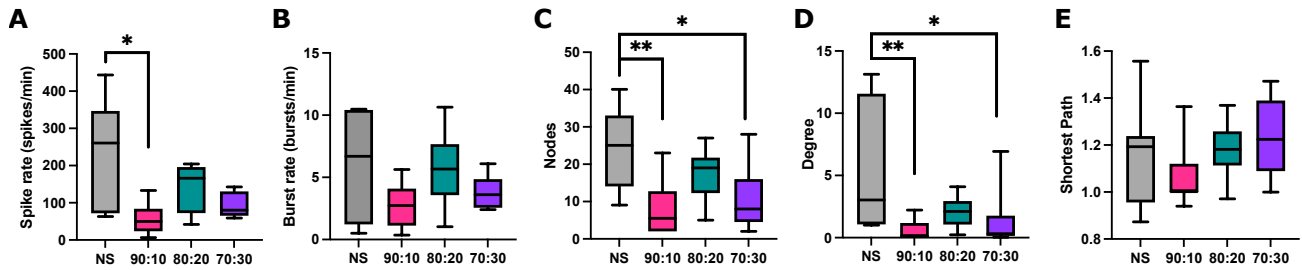 A
Spike rate (spikes/min)
500
400
300
200
100
0
*
NS 90:10 80:20 70:30
B
Burst rate (bursts/min)
15
10
5
0
NS 90:10 80:20 70:30
C
Nodes
50
40
30
20
10
0
*
**
NS 90:10 80:20 70:30
D
Degree
15
10
5
0
*
**
NS 90:10 80:20 70:30
E
Shortest Path
1.6
1.4
1.2
1.0
0.8
NS 90:10 80:20 70:30